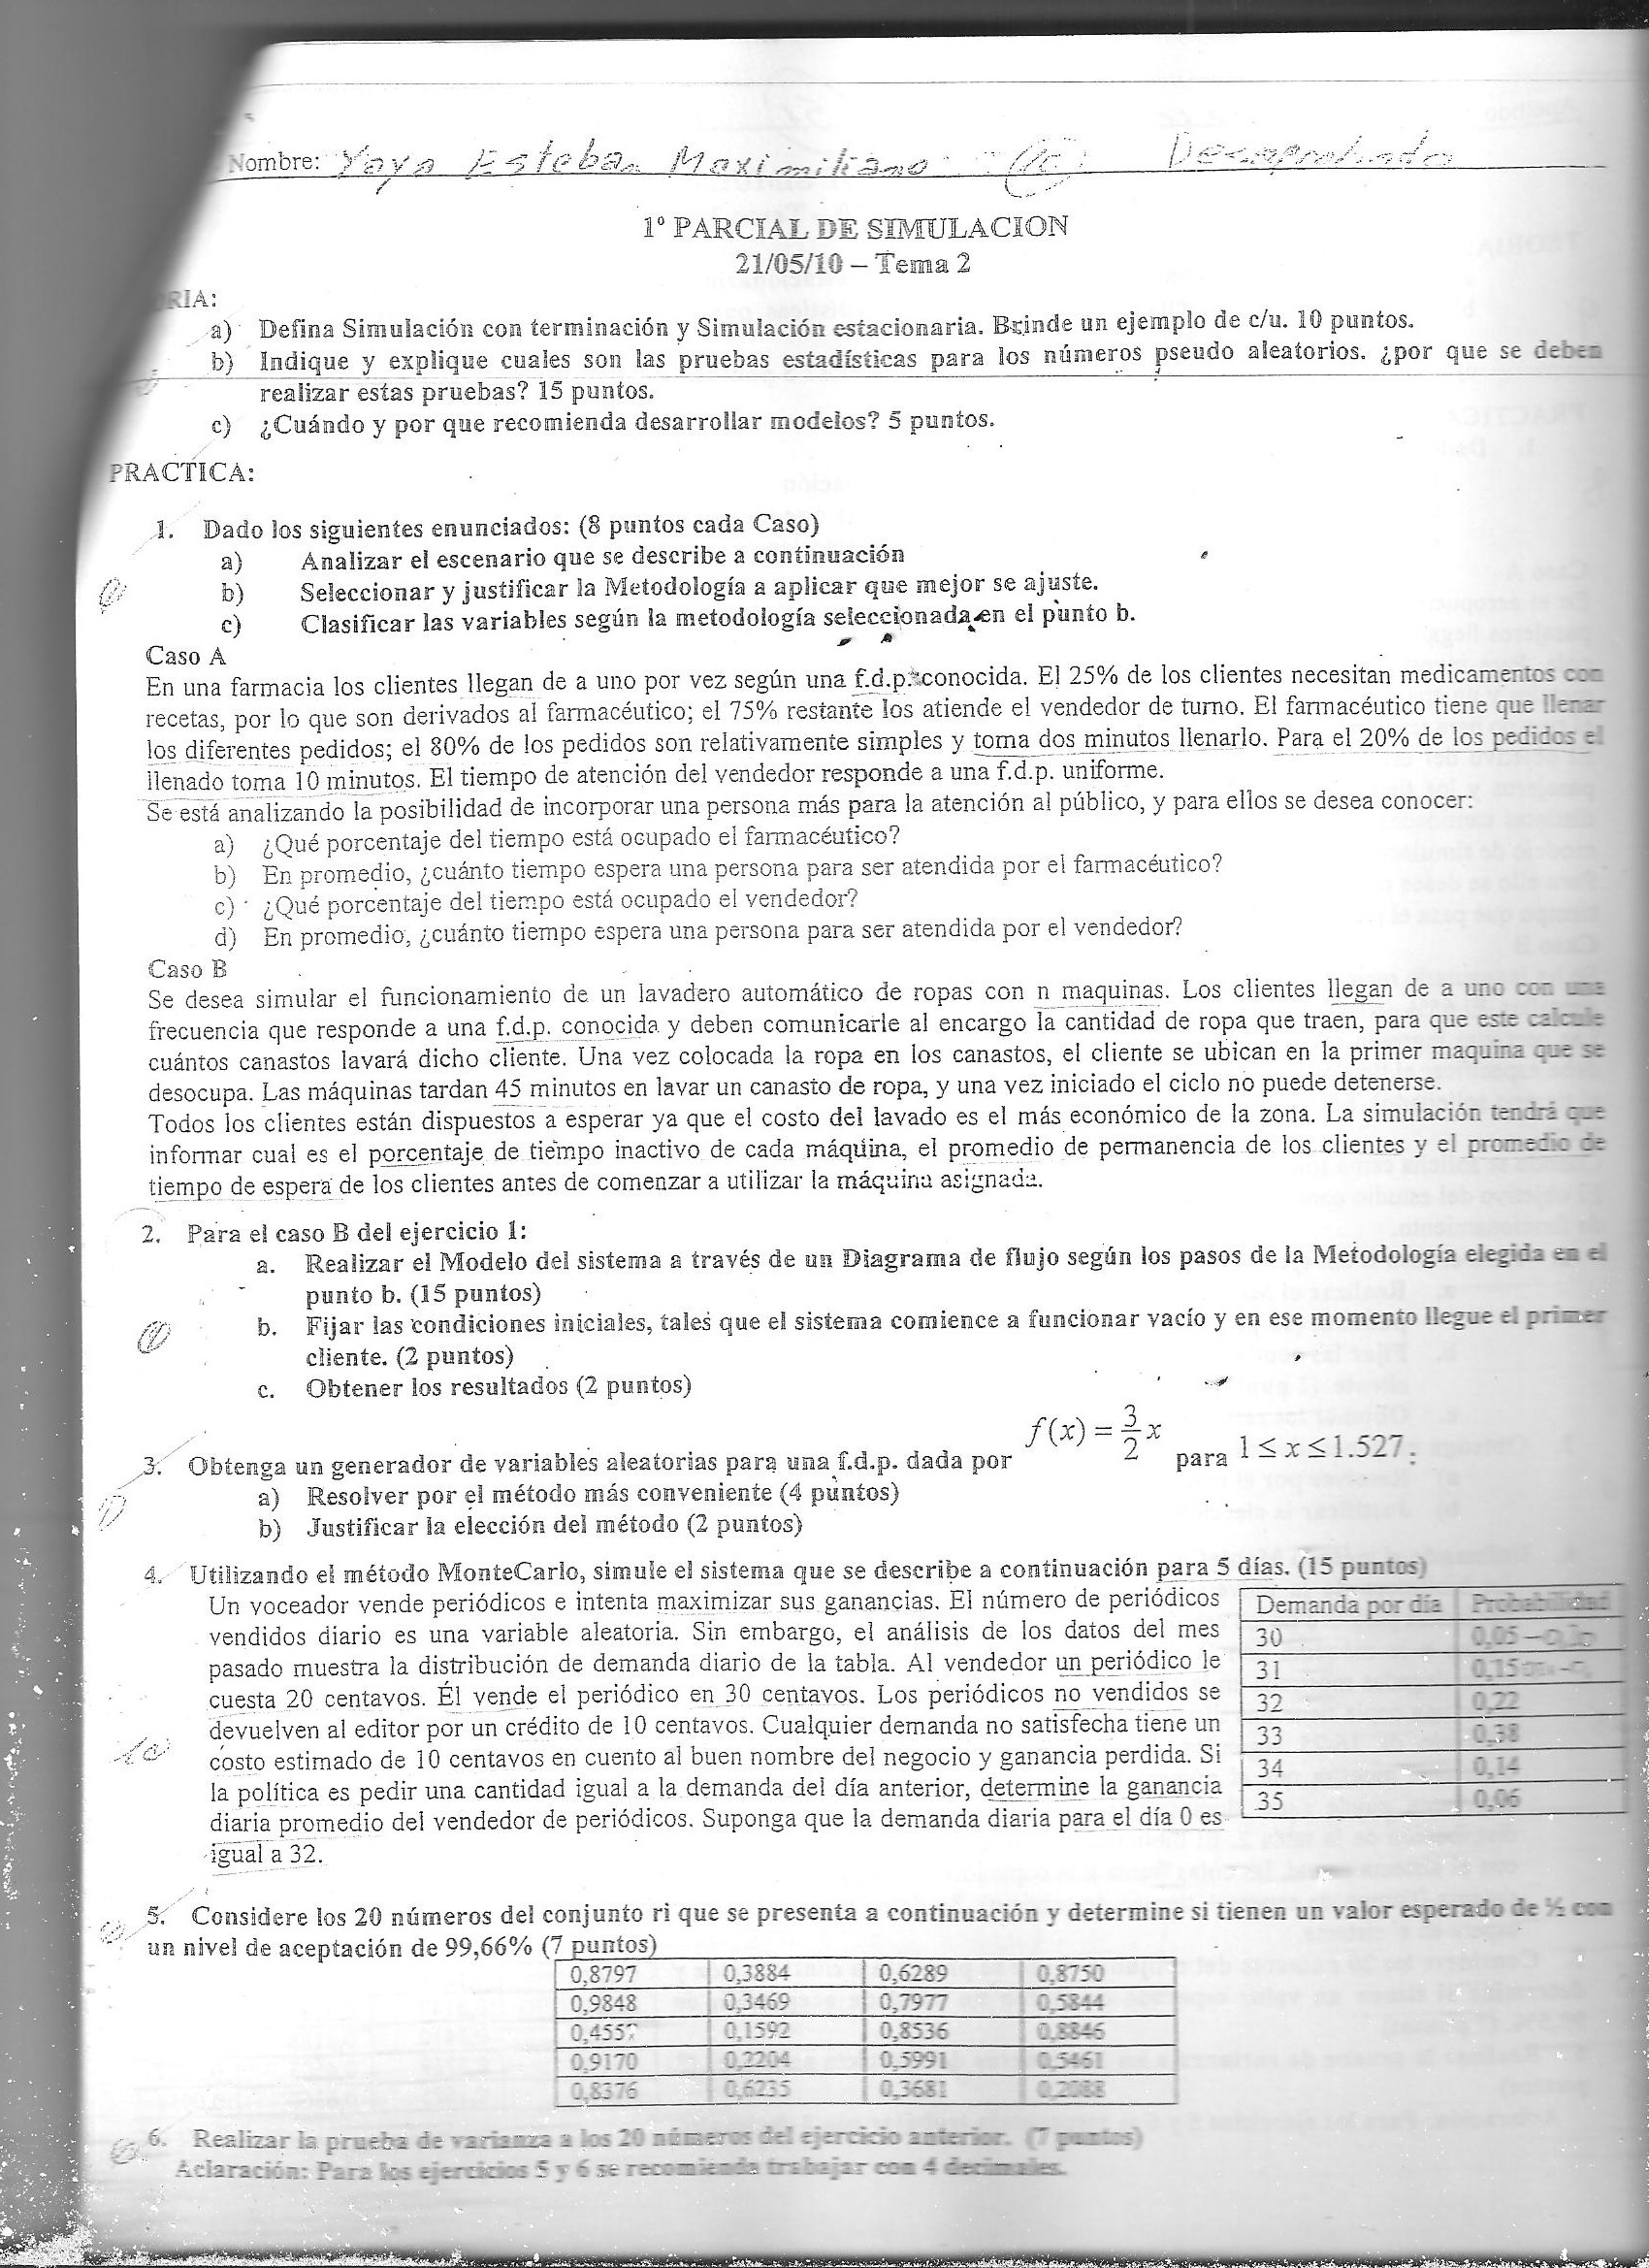 Nombre: Yaya Esteban Maximiliano Desaprobado
1º PARCIAL DE SIMULACION
21/05/10 – Tema 2
RIA:
a) Defina Simulación con terminación y Simulación estacionaria. Brinde un ejemplo de c/u. 10 puntos.
b) Indique y explique cuales son las pruebas estadísticas para los números pseudo aleatorios. ¿por que se deben
realizar estas pruebas? 15 puntos.
c) ¿Cuándo y por que recomienda desarrollar modelos? 5 puntos.
PRACTICA:
1. Dado los siguientes enunciados: (8 puntos cada Caso)
a) Analizar el escenario que se describe a continuación
b) Seleccionar y justificar la Metodología a aplicar que mejor se ajuste.
c) Clasificar las variables según la metodología seleccionada en el punto b.
Caso A
En una farmacia los clientes llegan de a uno por vez según una f.d.p. conocida. El 25% de los clientes necesitan medicamentos con
recetas, por lo que son derivados al farmacéutico; el 75% restante los atiende el vendedor de turno. El farmacéutico tiene que llenar
los diferentes pedidos; el 80% de los pedidos son relativamente simples y toma dos minutos llenarlo. Para el 20% de los pedidos el
llenado toma 10 minutos. El tiempo de atención del vendedor responde a una f.d.p. uniforme.
Se está analizando la posibilidad de incorporar una persona más para la atención al público, y para ellos se desea conocer:
a) ¿Qué porcentaje del tiempo está ocupado el farmacéutico?
b) En promedio, ¿cuánto tiempo espera una persona para ser atendida por el farmacéutico?
c) ¿Qué porcentaje del tiempo está ocupado el vendedor?
d) En promedio, ¿cuánto tiempo espera una persona para ser atendida por el vendedor?
Caso B
Se desea simular el funcionamiento de un lavadero automático de ropas con n maquinas. Los clientes llegan de a uno con una
frecuencia que responde a una f.d.p. conocida y deben comunicarle al encargo la cantidad de ropa que traen, para que este calcule
cuántos canastos lavará dicho cliente. Una vez colocada la ropa en los canastos, el cliente se ubican en la primer maquina que se
desocupa. Las máquinas tardan 45 minutos en lavar un canasto de ropa, y una vez iniciado el ciclo no puede detenerse.
Todos los clientes están dispuestos a esperar ya que el costo del lavado es el más económico de la zona. La simulación tendrá que
informar cual es el porcentaje de tiempo inactivo de cada máquina, el promedio de permanencia de los clientes y el promedio de
tiempo de espera de los clientes antes de comenzar a utilizar la máquina asignada.
2. Para el caso B del ejercicio 1:
a. Realizar el Modelo del sistema a través de un Diagrama de flujo según los pasos de la Metodología elegida en el
punto b. (15 puntos)
b. Fijar las condiciones iniciales, tales que el sistema comience a funcionar vacío y en ese momento llegue el primer
cliente. (2 puntos)
c. Obtener los resultados (2 puntos)
3. Obtenga un generador de variables aleatorias para una f.d.p. dada por f(x) = 3/2 x para 1 ≤ x ≤ 1.527:
a) Resolver por el método más conveniente (4 puntos)
b) Justificar la elección del método (2 puntos)
4. Utilizando el método MonteCarlo, simule el sistema que se describe a continuación para 5 días. (15 puntos)
Un voceador vende periódicos e intenta maximizar sus ganancias. El número de periódicos
vendidos diario es una variable aleatoria. Sin embargo, el análisis de los datos del mes
pasado muestra la distribución de demanda diario de la tabla. Al vendedor un periódico le
cuesta 20 centavos. Él vende el periódico en 30 centavos. Los periódicos no vendidos se
devuelven al editor por un crédito de 10 centavos. Cualquier demanda no satisfecha tiene un
costo estimado de 10 centavos en cuento al buen nombre del negocio y ganancia perdida. Si
la política es pedir una cantidad igual a la demanda del día anterior, determine la ganancia
diaria promedio del vendedor de periódicos. Suponga que la demanda diaria para el día 0 es
igual a 32.
Demanda por día Probabilidad
30 0,05
31 0,15
32 0,22
33 0,38
34 0,14
35 0,06
5. Considere los 20 números del conjunto ri que se presenta a continuación y determine si tienen un valor esperado de ½ con
un nivel de aceptación de 99,66% (7 puntos)
0,8797 0,3884 0,6289 0,8750
0,9848 0,3469 0,7977 0,5844
0,4557 0,1592 0,8536 0,8846
0,9170 0,2204 0,5991 0,5461
0,8376 0,6235 0,3681 0,2088
6. Realizar la prueba de varianza a los 20 números del ejercicio anterior. (7 puntos)
Aclaración: Para los ejercicios 5 y 6 se recomienda trabajar con 4 decimales.